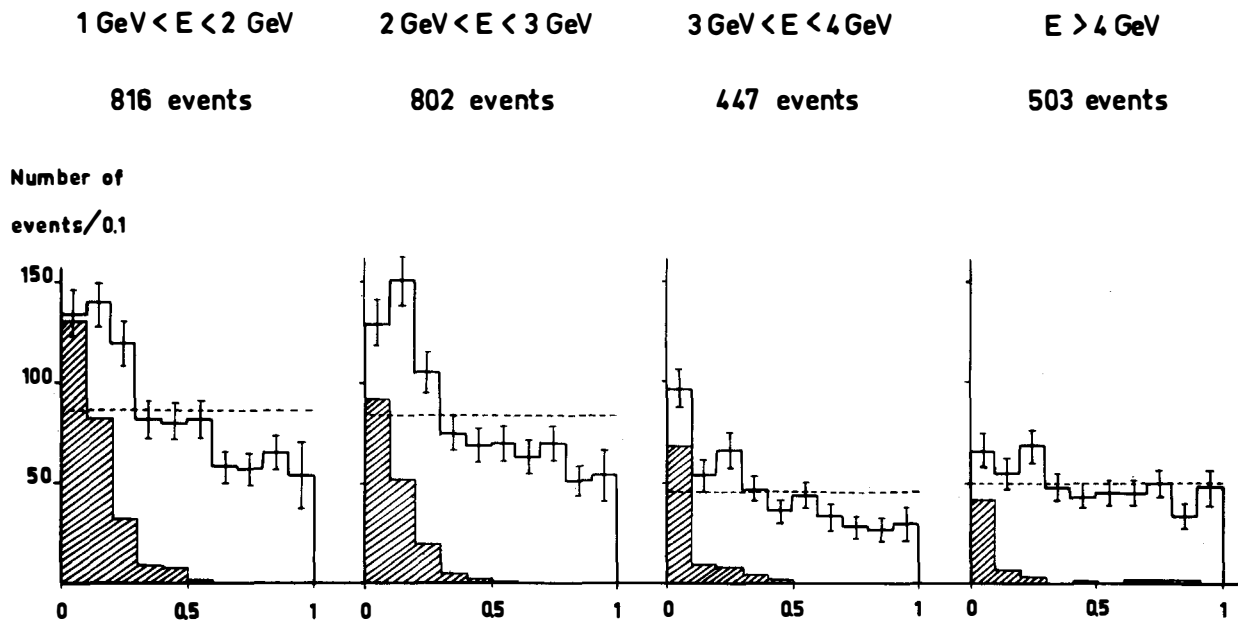 1 GeV < E < 2 GeV 2 GeV < E < 3 GeV 3 GeV < E < 4 GeV E > 4 GeV
816 events 802 events 447 events 503 events
Number of
events/0.1
150
100
50
0 0.5 1 0 0.5 1 0 0.5 1 0 0.5 1